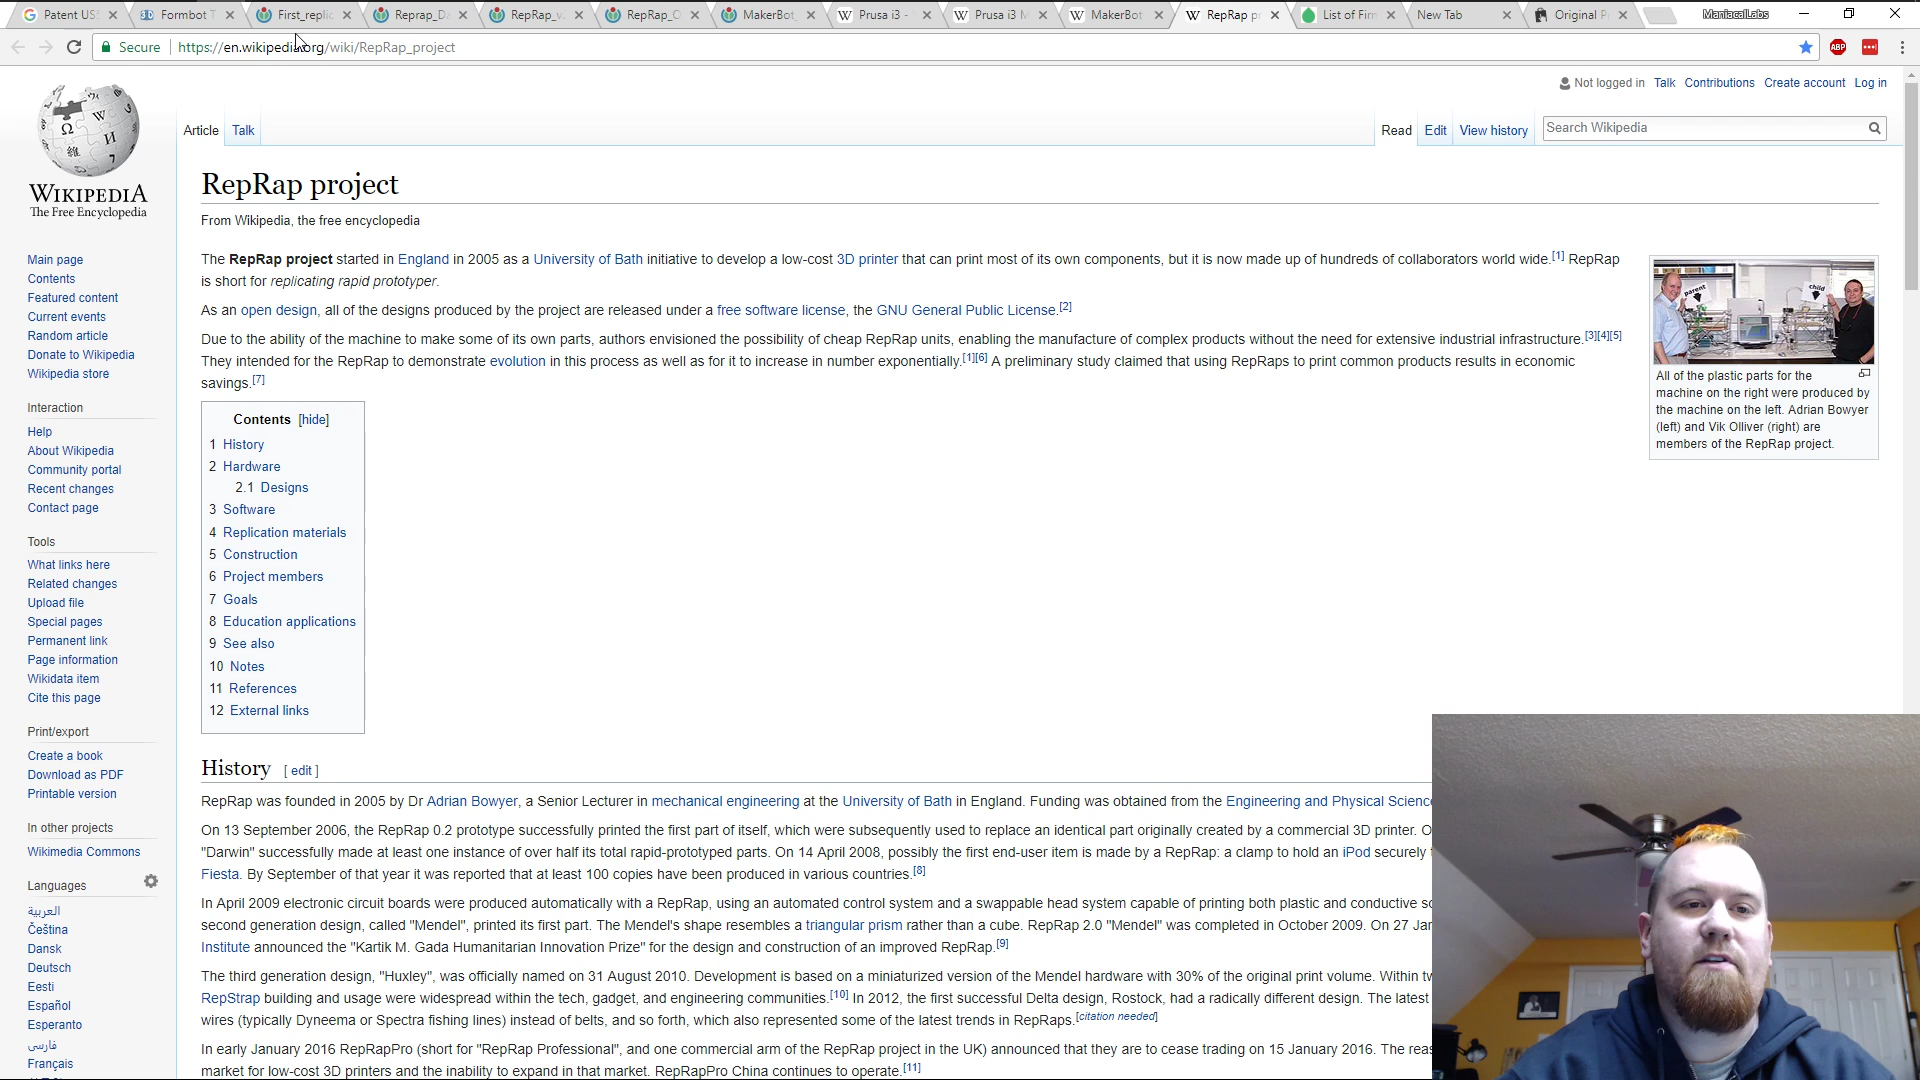 Patent US
Formbot T
First_replic
Reprap_Da
RepRap_v
RepRap_O
MakerBot_
Prusa i3 -
Prusa i3 M
MakerBot
RepRap pr
List of Firm
New Tab
Original P
ManiacalLabs
Secure
https://en.wikipedia.org/wiki/RepRap_project
ABP
Not logged in Talk Contributions Create account Log in
Article Talk
Read Edit View history
Search Wikipedia
WIKIPEDIA
The Free Encyclopedia
Main page
Contents
Featured content
Current events
Random article
Donate to Wikipedia
Wikipedia store
Interaction
Help
About Wikipedia
Community portal
Recent changes
Contact page
Tools
What links here
Related changes
Upload file
Special pages
Permanent link
Page information
Wikidata item
Cite this page
Print/export
Create a book
Download as PDF
Printable version
In other projects
Wikimedia Commons
Languages
العربية
Čeština
Dansk
Deutsch
Eesti
Español
Esperanto
فارسی
Français
RepRap project
From Wikipedia, the free encyclopedia
The RepRap project started in England in 2005 as a University of Bath initiative to develop a low-cost 3D printer that can print most of its own components, but it is now made up of hundreds of collaborators world wide.[1] RepRap
is short for replicating rapid prototyper.
As an open design, all of the designs produced by the project are released under a free software license, the GNU General Public License.[2]
Due to the ability of the machine to make some of its own parts, authors envisioned the possibility of cheap RepRap units, enabling the manufacture of complex products without the need for extensive industrial infrastructure.[3][4][5]
They intended for the RepRap to demonstrate evolution in this process as well as for it to increase in number exponentially.[1][6] A preliminary study claimed that using RepRaps to print common products results in economic
savings.[7]
parent
child
All of the plastic parts for the
machine on the right were produced by
the machine on the left. Adrian Bowyer
(left) and Vik Olliver (right) are
members of the RepRap project.
Contents [hide]
1 History
2 Hardware
2.1 Designs
3 Software
4 Replication materials
5 Construction
6 Project members
7 Goals
8 Education applications
9 See also
10 Notes
11 References
12 External links
History [ edit ]
RepRap was founded in 2005 by Dr Adrian Bowyer, a Senior Lecturer in mechanical engineering at the University of Bath in England. Funding was obtained from the Engineering and Physical Science
On 13 September 2006, the RepRap 0.2 prototype successfully printed the first part of itself, which were subsequently used to replace an identical part originally created by a commercial 3D printer. O
"Darwin" successfully made at least one instance of over half its total rapid-prototyped parts. On 14 April 2008, possibly the first end-user item is made by a RepRap: a clamp to hold an iPod securely
Fiesta. By September of that year it was reported that at least 100 copies have been produced in various countries.[8]
In April 2009 electronic circuit boards were produced automatically with a RepRap, using an automated control system and a swappable head system capable of printing both plastic and conductive
second generation design, called "Mendel", printed its first part. The Mendel's shape resembles a triangular prism rather than a cube. RepRap 2.0 "Mendel" was completed in October 2009. On 27 Jan
Institute announced the "Kartik M. Gada Humanitarian Innovation Prize" for the design and construction of an improved RepRap.[9]
The third generation design, "Huxley", was officially named on 31 August 2010. Development is based on a miniaturized version of the Mendel hardware with 30% of the original print volume. Within
RepStrap building and usage were widespread within the tech, gadget, and engineering communities.[10] In 2012, the first successful Delta design, Rostock, had a radically different design. The latest
wires (typically Dyneema or Spectra fishing lines) instead of belts, and so forth, which also represented some of the latest trends in RepRaps.[citation needed]
In early January 2016 RepRapPro (short for "RepRap Professional", and one commercial arm of the RepRap project in the UK) announced that they are to cease trading on 15 January 2016. The
market for low-cost 3D printers and the inability to expand in that market. RepRapPro China continues to operate.[11]